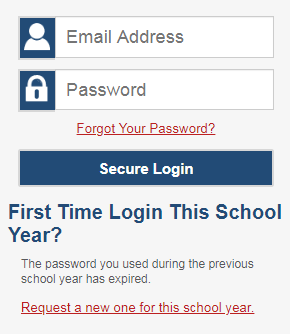 Email Address
Password
Forgot Your Password?
Secure Login
First Time Login This School
Year?
The password you used during the previous
school year has expired.
Request a new one for this school year.